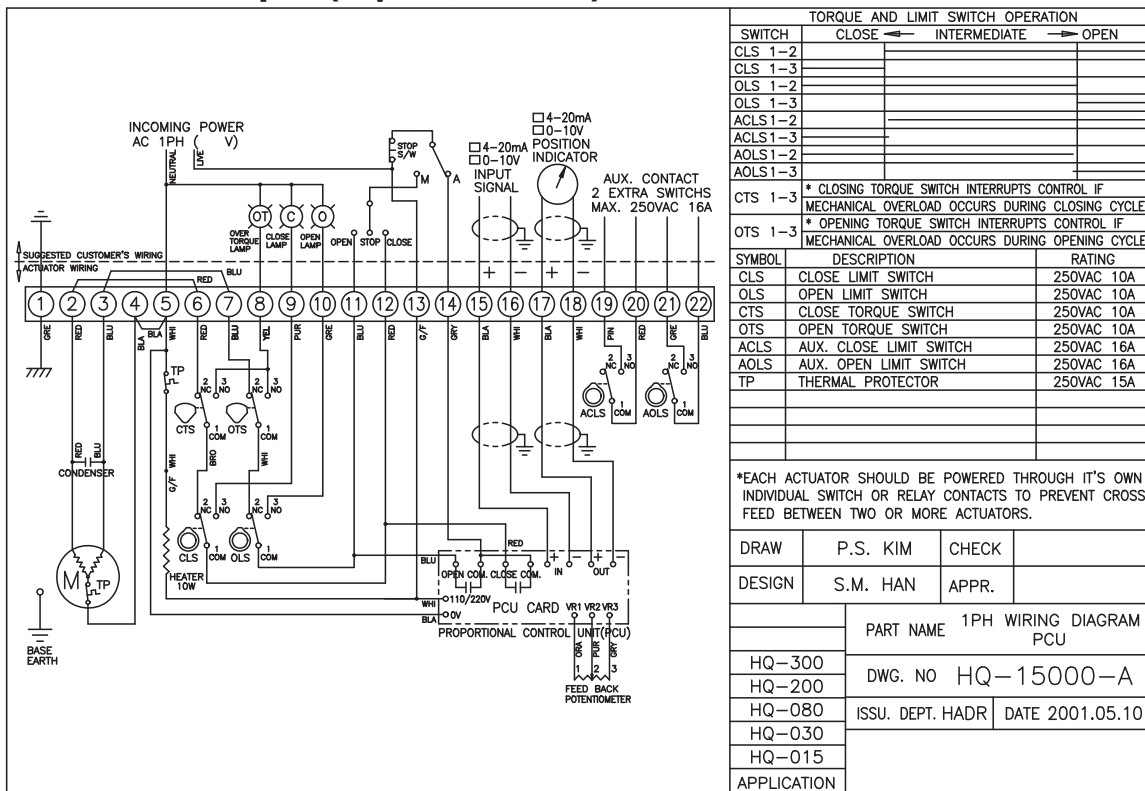 INCOMING POWER
AC 1PH ( V)
NEUTRAL
LIVE
STOP
S/W
M
A
□4-20mA
□0-10V
INPUT
SIGNAL
□4-20mA
□0-10V
POSITION
INDICATOR
AUX. CONTACT
2 EXTRA SWITCHS
MAX. 250VAC 16A
OT
C
O
OVER
TORQUE
LAMP
CLOSE
LAMP
OPEN
LAMP
OPEN STOP CLOSE
SUGGESTED CUSTOMER'S WIRING
ACTUATOR WIRING
RED
BLU
+ - + -
1 2 3 4 5 6 7 8 9 10 11 12 13 14 15 16 17 18 19 20 21 22
GRE RED BLU BLA BLA WHI RED BLU YEL PUR GRE BLU RED G/F GRY BLA WHI BLA WHI PIN RED GRE BLU
TP
2 NC 3 NO
2 NC 3 NO
CTS
1 COM
OTS
1 COM
BRO
WHI
2 NC 3 NO
2 NC 3 NO
CLS
1 COM
OLS
1 COM
2 NC 3 NO
ACLS
1 COM
2 NC 3 NO
AOLS
1 COM
G/F WHI
HEATER
10W
RED
BLU
CONDENSER
M
TP
BASE
EARTH
BLU
RED
OPEN COM. CLOSE COM.
+ IN -
+ OUT -
WHI
110/220V
BLA
0V
PCU CARD
VR1 VR2 VR3
PROPORTIONAL CONTROL UNIT(PCU)
ORA PUR GRY
1 2 3
FEED BACK
POTENTIOMETER
TORQUE AND LIMIT SWITCH OPERATION
SWITCH CLOSE INTERMEDIATE OPEN
CLS 1-2
CLS 1-3
OLS 1-2
OLS 1-3
ACLS1-2
ACLS1-3
AOLS1-2
AOLS1-3
CTS 1-3 * CLOSING TORQUE SWITCH INTERRUPTS CONTROL IF
MECHANICAL OVERLOAD OCCURS DURING CLOSING CYCLE
OTS 1-3 * OPENING TORQUE SWITCH INTERRUPTS CONTROL IF
MECHANICAL OVERLOAD OCCURS DURING OPENING CYCLE
SYMBOL DESCRIPTION RATING
CLS CLOSE LIMIT SWITCH 250VAC 10A
OLS OPEN LIMIT SWITCH 250VAC 10A
CTS CLOSE TORQUE SWITCH 250VAC 10A
OTS OPEN TORQUE SWITCH 250VAC 10A
ACLS AUX. CLOSE LIMIT SWITCH 250VAC 16A
AOLS AUX. OPEN LIMIT SWITCH 250VAC 16A
TP THERMAL PROTECTOR 250VAC 15A
*EACH ACTUATOR SHOULD BE POWERED THROUGH IT'S OWN
INDIVIDUAL SWITCH OR RELAY CONTACTS TO PREVENT CROSS
FEED BETWEEN TWO OR MORE ACTUATORS.
DRAW P.S. KIM CHECK
DESIGN S.M. HAN APPR.
PART NAME 1PH WIRING DIAGRAM
PCU
HQ-300
HQ-200
DWG. NO HQ-15000-A
HQ-080
ISSU. DEPT. HADR DATE 2001.05.10
HQ-030
HQ-015
APPLICATION